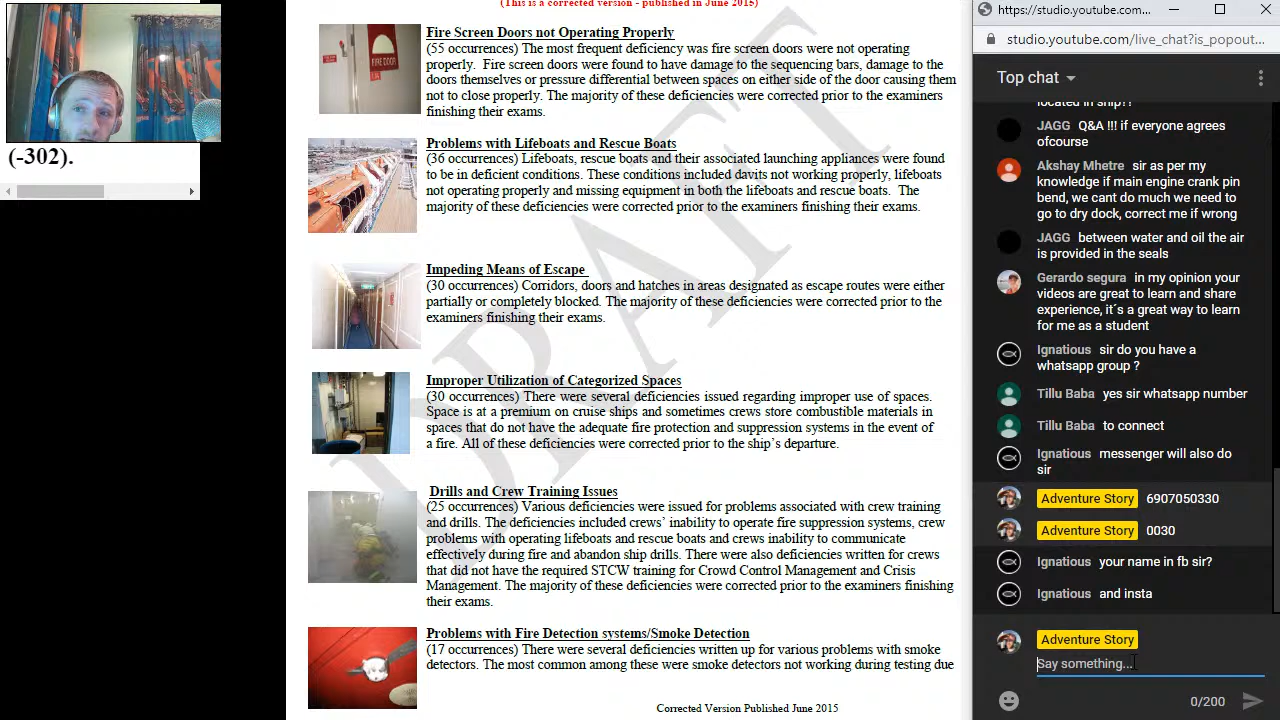 (This is a corrected version - published in June 2015)
Fire Screen Doors not Operating Properly
(55 occurrences) The most frequent deficiency was fire screen doors were not operating
properly. Fire screen doors were found to have damage to the sequencing bars, damage to the
doors themselves or pressure differential between spaces on either side of the door causing them
not to close properly. The majority of these deficiencies were corrected prior to the examiners
finishing their exams.
FIRE DOOR
Problems with Lifeboats and Rescue Boats
(36 occurrences) Lifeboats, rescue boats and their associated launching appliances were found
to be in deficient conditions. These conditions included davits not working properly, lifeboats
not operating properly and missing equipment in both the lifeboats and rescue boats. The
majority of these deficiencies were corrected prior to the examiners finishing their exams.
(-302).
Impeding Means of Escape
(30 occurrences) Corridors, doors and hatches in areas designated as escape routes were either
partially or completely blocked. The majority of these deficiencies were corrected prior to the
examiners finishing their exams.
Improper Utilization of Categorized Spaces
(30 occurrences) There were several deficiencies issued regarding improper use of spaces.
Space is at a premium on cruise ships and sometimes crews store combustible materials in
spaces that do not have the adequate fire protection and suppression systems in the event of
a fire. All of these deficiencies were corrected prior to the ship's departure.
Drills and Crew Training Issues
(25 occurrences) Various deficiencies were issued for problems associated with crew training
and drills. The deficiencies included crews' inability to operate fire suppression systems, crew
problems with operating lifeboats and rescue boats and crews inability to communicate
effectively during fire and abandon ship drills. There were also deficiencies written for crews
that did not have the required STCW training for Crowd Control Management and Crisis
Management. The majority of these deficiencies were corrected prior to the examiners finishing
their exams.
Problems with Fire Detection systems/Smoke Detection
(17 occurrences) There were several deficiencies written up for various problems with smoke
detectors. The most common among these were smoke detectors not working during testing due
Corrected Version Published June 2015
DRAFT
https://studio.youtube.com...
studio.youtube.com/live_chat?is_popout...
Top chat
located in ship??
JAGG Q&A !!! if everyone agrees
ofcourse
Akshay Mhetre sir as per my
knowledge if main engine crank pin
bend, we cant do much we need to
go to dry dock, correct me if wrong
JAGG between water and oil the air
is provided in the seals
Gerardo segura in my opinion your
videos are great to learn and share
experience, it´s a great way to learn
for me as a student
Ignatious sir do you have a
whatsapp group ?
Tillu Baba yes sir whatsapp number
Tillu Baba to connect
Ignatious messenger will also do
sir
Adventure Story 6907050330
Adventure Story 0030
Ignatious your name in fb sir?
Ignatious and insta
Adventure Story
Say something...
0/200